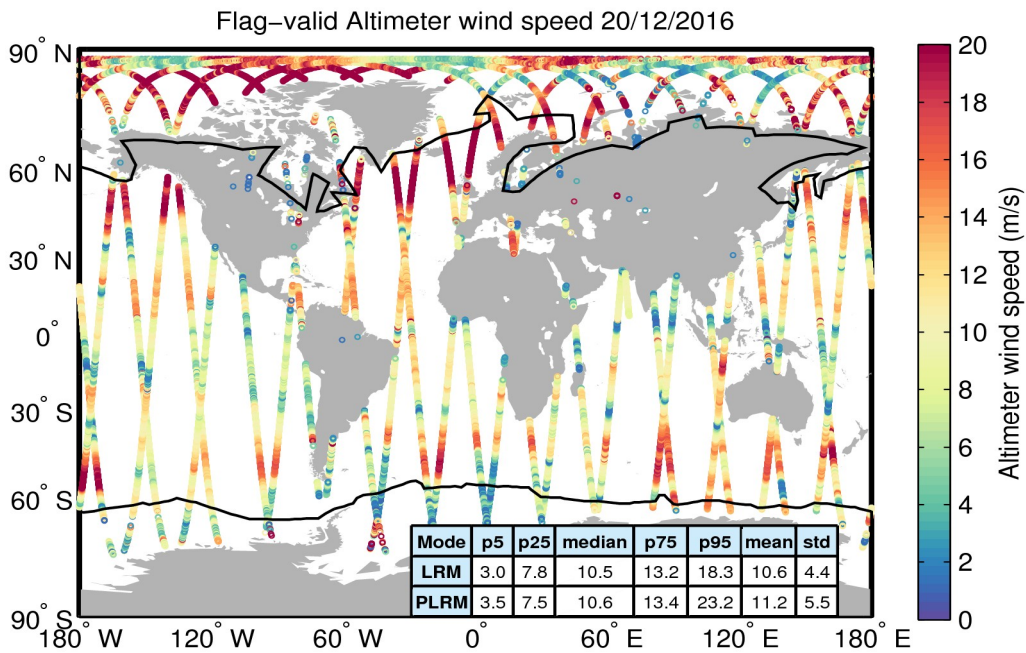 Flag−valid Altimeter wind speed 20/12/2016
90° N
60° N
30° N
0°
30° S
60° S
90° S
180° W
120° W
60° W
0°
60° E
120° E
180° E
Mode p5 p25 median p75 p95 mean std
LRM 3.0 7.8 10.5 13.2 18.3 10.6 4.4
PLRM 3.5 7.5 10.6 13.4 23.2 11.2 5.5
20
18
16
14
12
10
8
6
4
2
0
Altimeter wind speed (m/s)